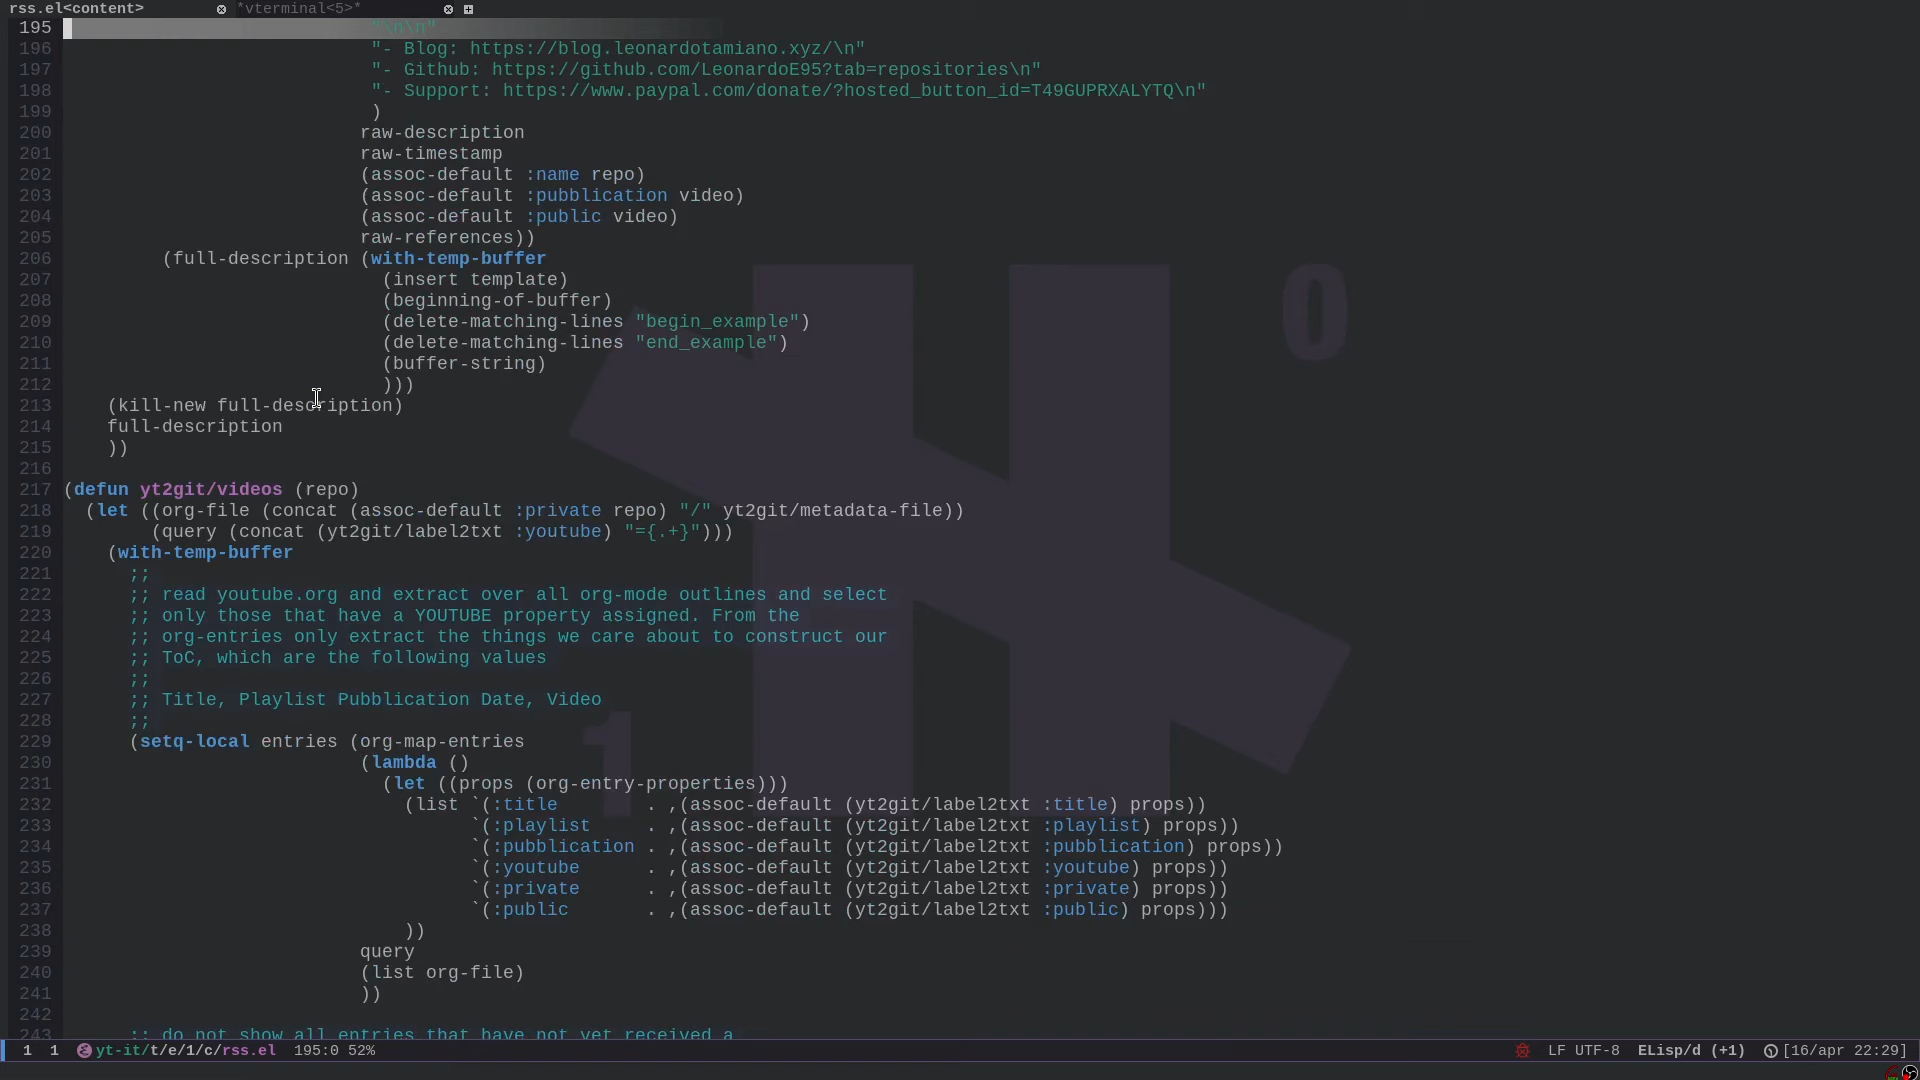 rss.el<content> *vterminal<5>*
195 "\n\n"
196 "- Blog: https://blog.leonardotamiano.xyz/\n"
197 "- Github: https://github.com/LeonardoE95?tab=repositories\n"
198 "- Support: https://www.paypal.com/donate/?hosted_button_id=T49GUPRXALYTQ\n"
199 )
200 raw-description
201 raw-timestamp
202 (assoc-default :name repo)
203 (assoc-default :pubblication video)
204 (assoc-default :public video)
205 raw-references))
206 (full-description (with-temp-buffer
207 (insert template)
208 (beginning-of-buffer)
209 (delete-matching-lines "begin_example")
210 (delete-matching-lines "end_example")
211 (buffer-string)
212 )))
213 (kill-new full-description)
214 full-description
215 ))
216
217 (defun yt2git/videos (repo)
218 (let ((org-file (concat (assoc-default :private repo) "/" yt2git/metadata-file))
219 (query (concat (yt2git/label2txt :youtube) "={.+}")))
220 (with-temp-buffer
221 ;;
222 ;; read youtube.org and extract over all org-mode outlines and select
223 ;; only those that have a YOUTUBE property assigned. From the
224 ;; org-entries only extract the things we care about to construct our
225 ;; ToC, which are the following values
226 ;;
227 ;; Title, Playlist Pubblication Date, Video
228 ;;
229 (setq-local entries (org-map-entries
230 (lambda ()
231 (let ((props (org-entry-properties)))
232 (list `(:title . ,(assoc-default (yt2git/label2txt :title) props))
233 `(:playlist . ,(assoc-default (yt2git/label2txt :playlist) props))
234 `(:pubblication . ,(assoc-default (yt2git/label2txt :pubblication) props))
235 `(:youtube . ,(assoc-default (yt2git/label2txt :youtube) props))
236 `(:private . ,(assoc-default (yt2git/label2txt :private) props))
237 `(:public . ,(assoc-default (yt2git/label2txt :public) props)))
238 ))
239 query
240 (list org-file)
241 ))
242
243 ;; do not show all entries that have not yet received a
1 1 yt-it/t/e/1/c/rss.el 195:0 52% LF UTF-8 ELisp/d (+1) [16/apr 22:29]
0
1